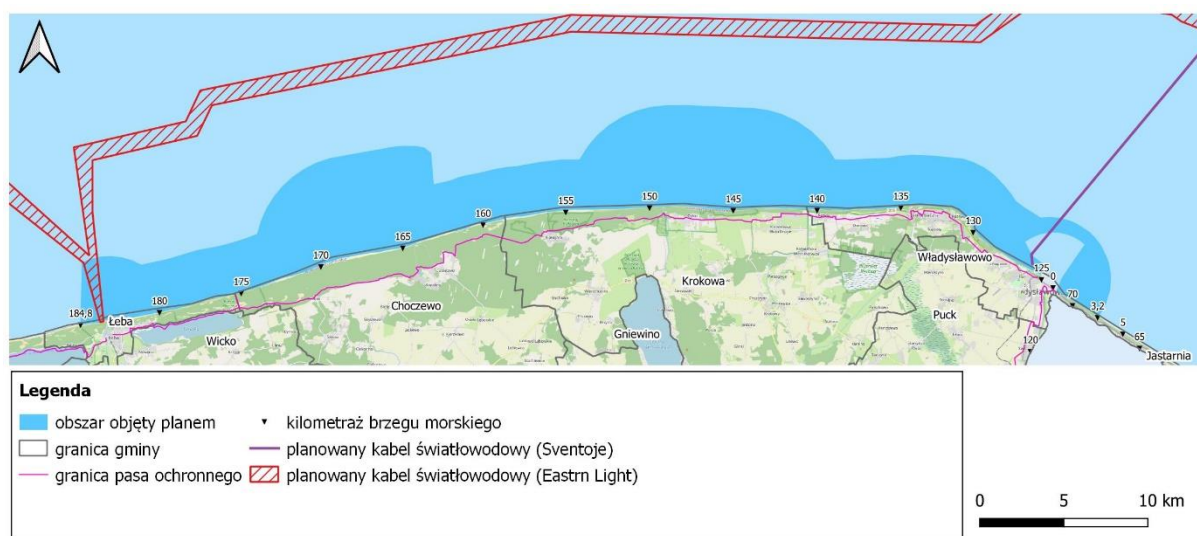 155
150
145
140
135
160
130
165
170
Władysławowo
125
0
175
Krokowa
70
180
Choczewo
3,2
184,8
Łeba
Puck
5
Wicko
Gniewino
65
120
Jastarnia
Legenda
obszar objęty planem
kilometraż brzegu morskiego
granica gminy
planowany kabel światłowodowy (Sventoje)
granica pasa ochronnego
planowany kabel światłowodowy (Eastrn Light)
0 5 10 km